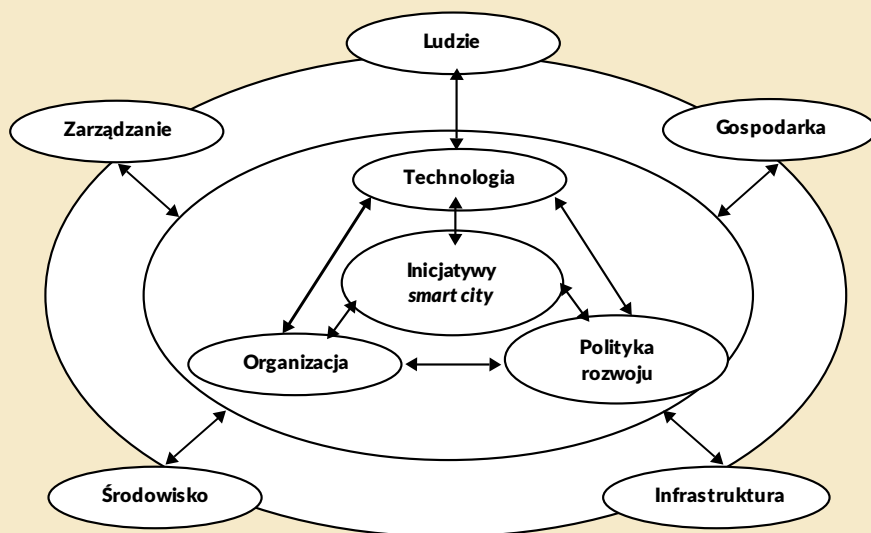 Ludzie
Zarządzanie
Gospodarka
Technologia
Inicjatywy
smart city
Organizacja
Polityka
rozwoju
Środowisko
Infrastruktura